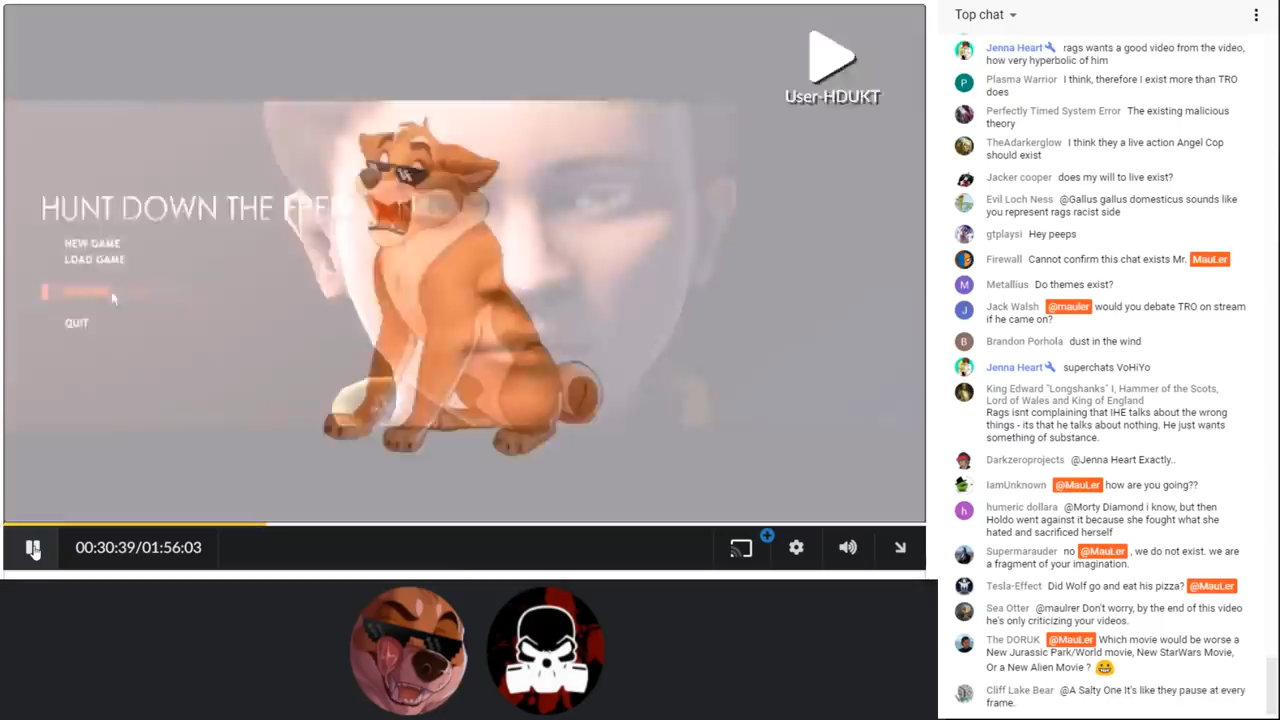 User-HDUKT
HUNT DOWN THE
NEW GAME
LOAD GAME
QUIT
00:30:39/01:56:03
Top chat
Jenna Heart rags wants a good video from the video,
how very hyperbolic of him
Plasma Warrior I think, therefore I exist more than TRO
does
Perfectly Timed System Error The existing malicious
theory
TheAdarkerglow I think they a live action Angel Cop
should exist
Jacker cooper does my will to live exist?
Evil Loch Ness @Gallus gallus domesticus sounds like
you represent rags racist side
gtplaysi Hey peeps
Firewall Cannot confirm this chat exists Mr. MauLer
Metallius Do themes exist?
Jack Walsh @mauler would you debate TRO on stream
if he came on?
Brandon Porhola dust in the wind
Jenna Heart superchats VoHiYo
King Edward "Longshanks" I, Hammer of the Scots,
Lord of Wales and King of England
Rags isnt complaining that IHE talks about the wrong
things - its that he talks about nothing. He just wants
something of substance.
Darkzeroprojects @Jenna Heart Exactly..
IamUnknown @MauLer how are you going??
humeric dollara @Morty Diamond i know, but then
Holdo went against it because she fought what she
hated and sacrificed herself
Supermarauder no @MauLer , we do not exist. we are
a fragment of your imagination.
Tesla-Effect Did Wolf go and eat his pizza? @MauLer
Sea Otter @maulrer Don't worry, by the end of this video
he's only criticizing your videos.
The DORUK @MauLer Which movie would be worse a
New Jurassic Park/World movie, New StarWars Movie,
Or a New Alien Movie ?
Cliff Lake Bear @A Salty One It's like they pause at every
frame.